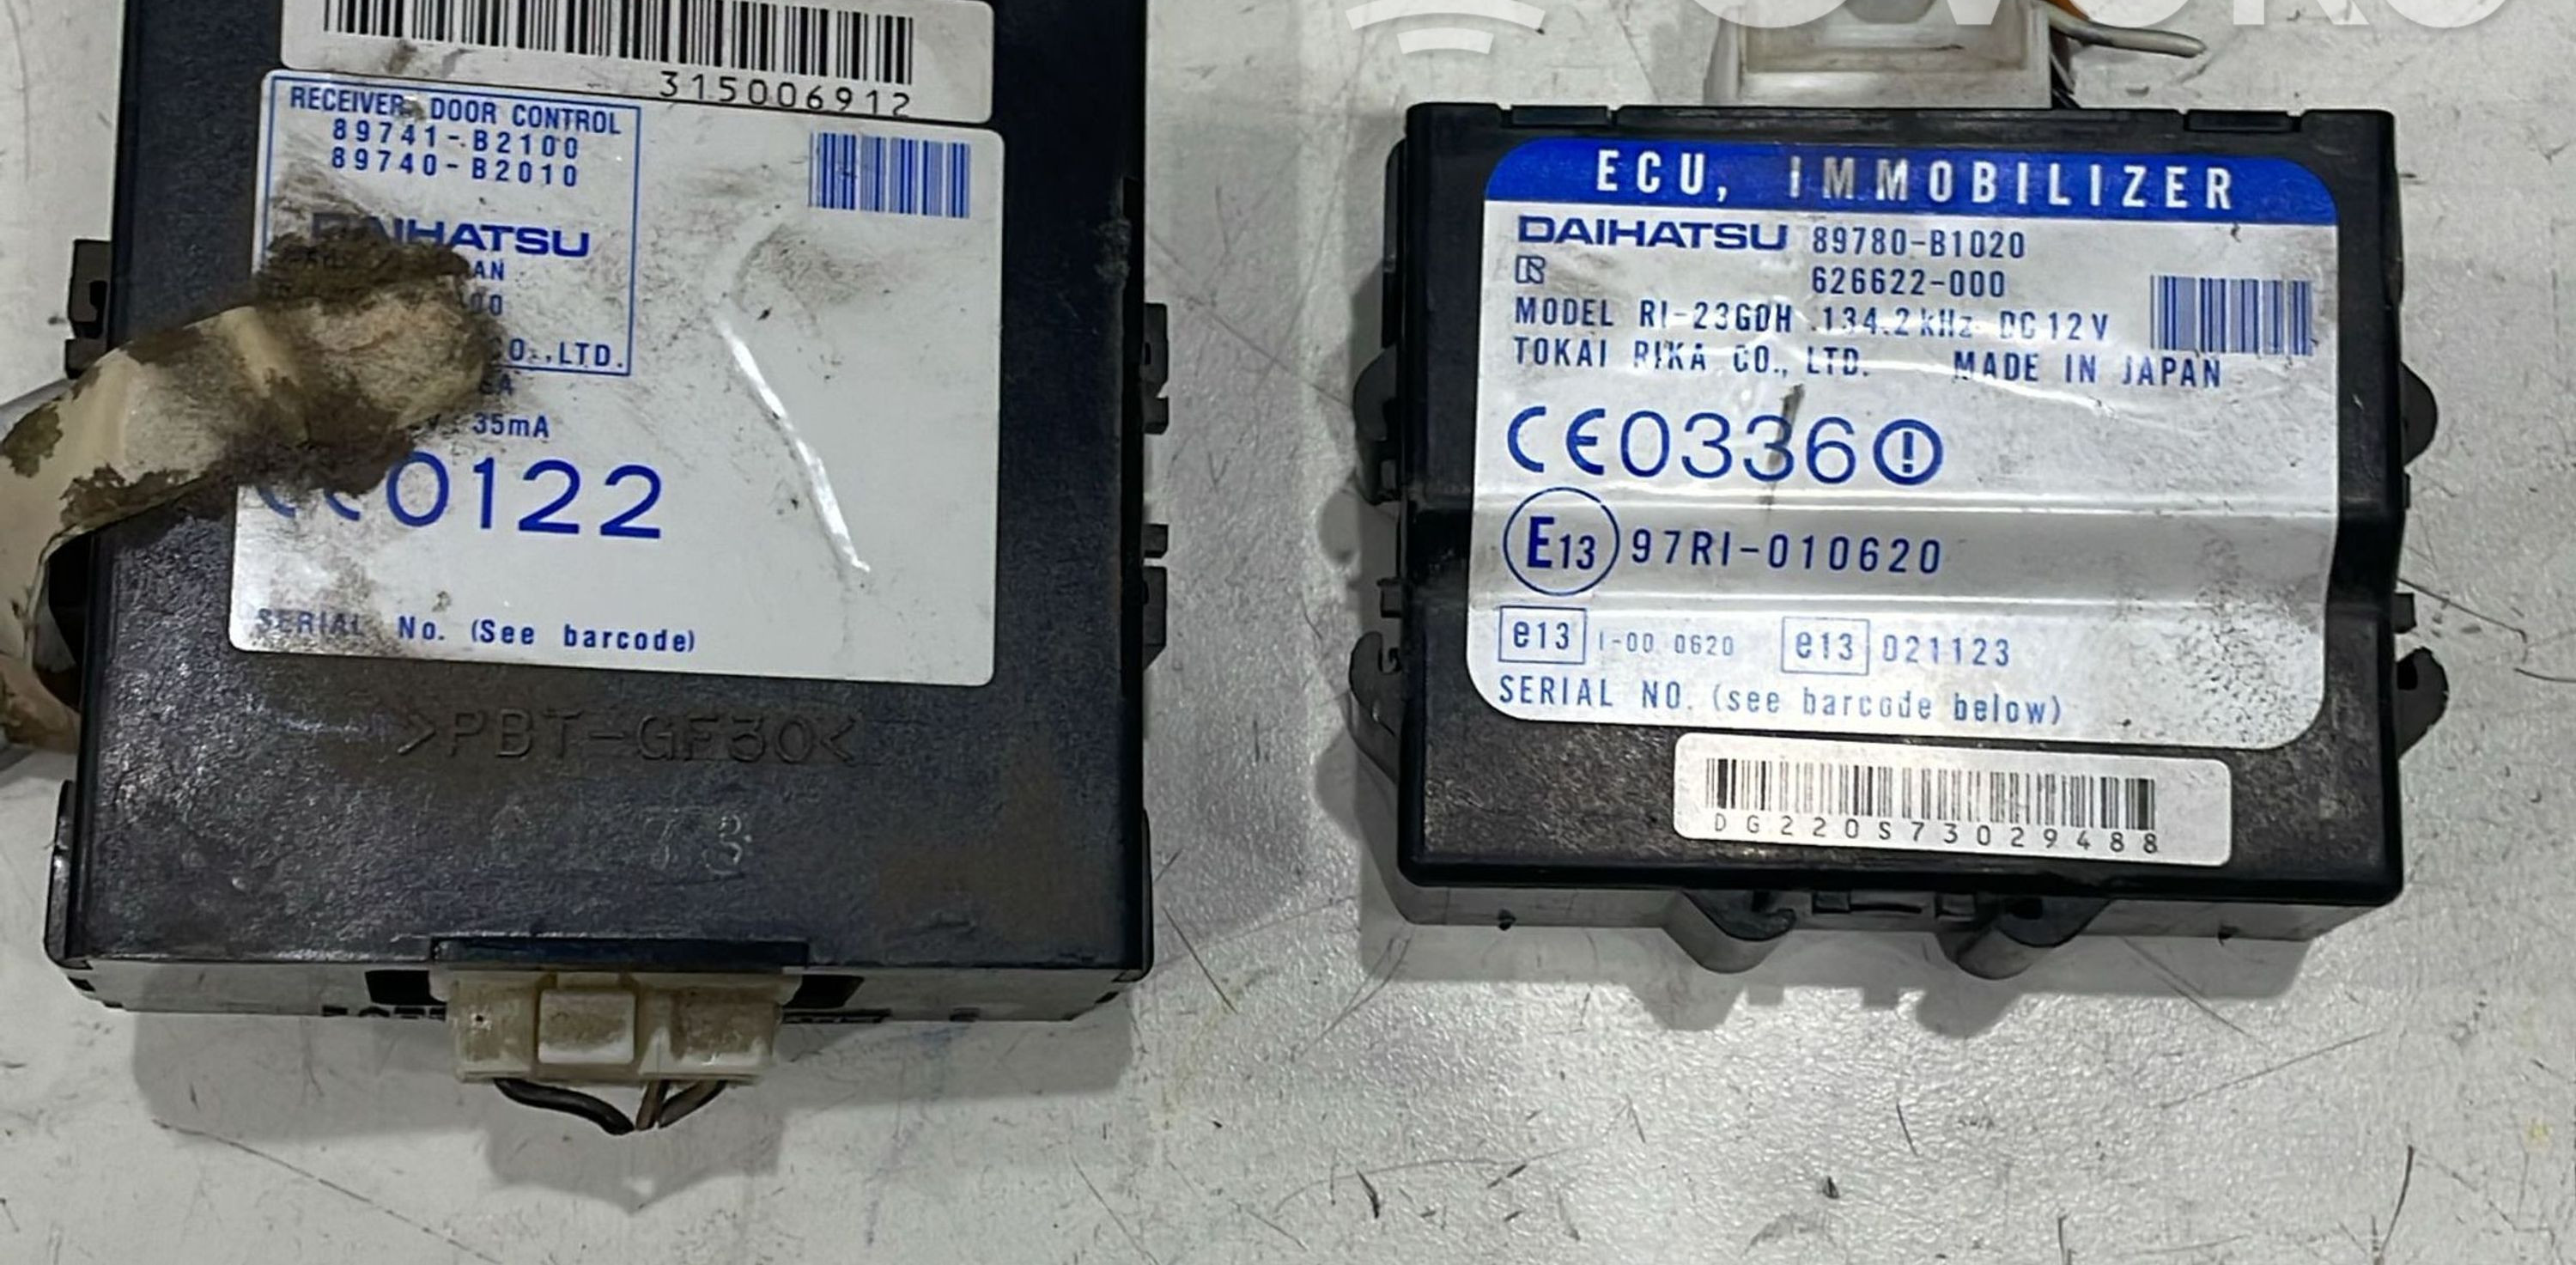 315006912
RECEIVER, DOOR CONTROL
89741-B2100
89740-B2010
DAIHATSU
CO.,LTD.
35mA
CE0122
SERIAL No. (See barcode)
>PBT-GF30<
ECU, IMMOBILIZER
DAIHATSU 89780-B1020
626622-000
MODEL RI-23GDH 134.2kHz DC12V
TOKAI RIKA CO., LTD. MADE IN JAPAN
CE0336
E13 97RI-010620
e13 1-00 0620 e13 021123
SERIAL NO. (see barcode below)
DG220S73029488